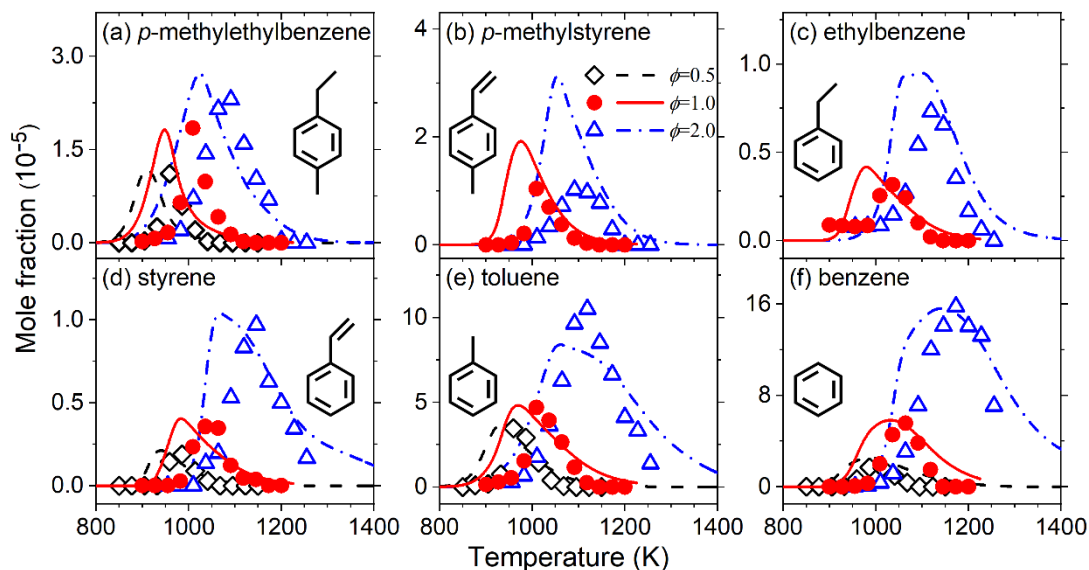 (a) p-methylethylbenzene
(b) p-methylstyrene
(c) ethylbenzene
3.0
1.5
0.0
4
2
0
1.0
0.5
0.0
ϕ=0.5
ϕ=1.0
ϕ=2.0
(d) styrene
(e) toluene
(f) benzene
1.0
0.5
0.0
10
5
0
16
8
0
800 1000 1200 1400
800 1000 1200 1400
800 1000 1200 1400
Mole fraction (10-5)
Temperature (K)